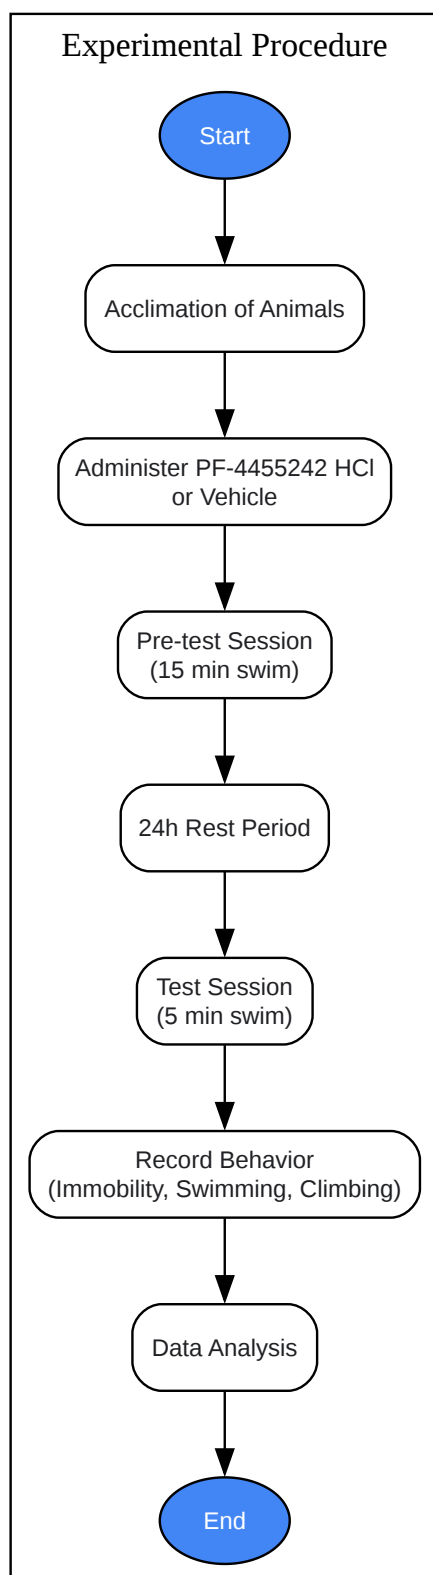 Experimental Procedure
Start
Acclimation of Animals
Administer PF-4455242 HCl
or Vehicle
Pre-test Session
(15 min swim)
24h Rest Period
Test Session
(5 min swim)
Record Behavior
(Immobility, Swimming, Climbing)
Data Analysis
End